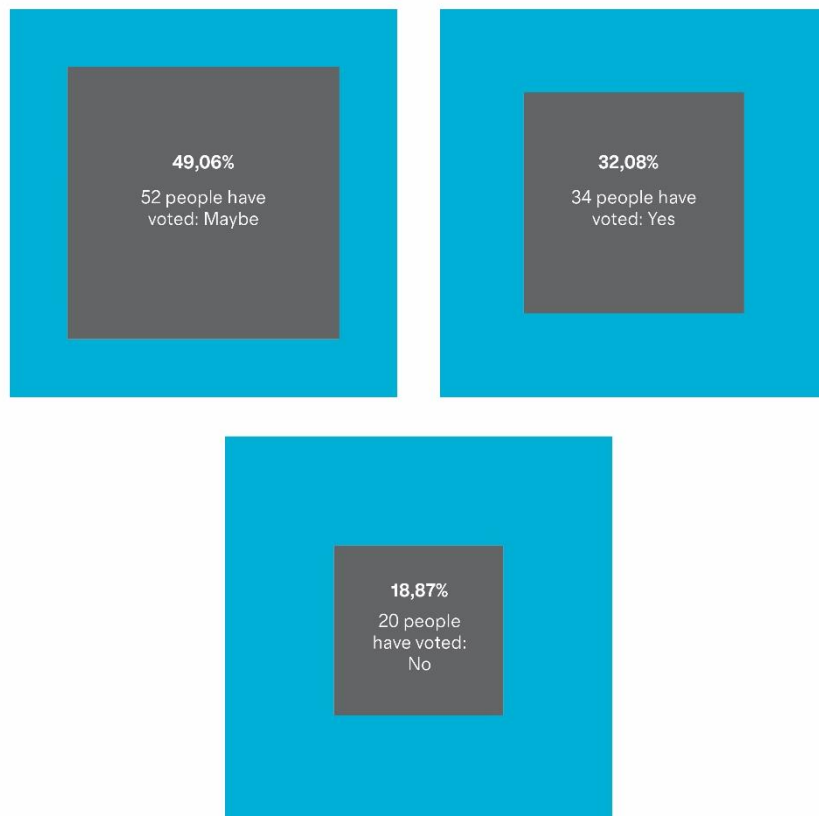 49,06%
52 people have
voted: Maybe
32,08%
34 people have
voted: Yes
18,87%
20 people
have voted:
No